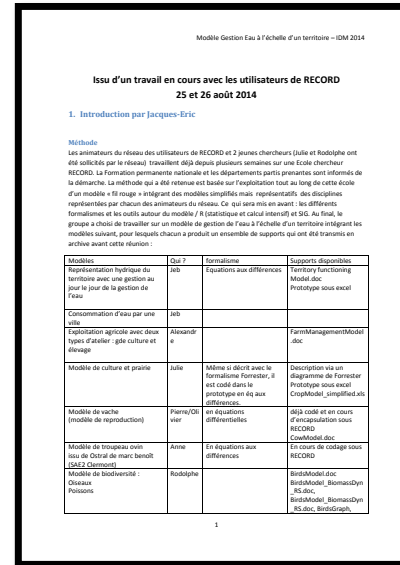 Modèle Gestion Eau à l'échelle d'un territoire – IDM 2014
Issu d'un travail en cours avec les utilisateurs de RECORD
25 et 26 août 2014
1. Introduction par Jacques-Eric
Méthode
Les animateurs du réseau des utilisateurs de RECORD et 2 jeunes chercheurs (Julie et Rodolphe ont
été sollicités par le réseau) travaillent déjà depuis plusieurs semaines sur une Ecole chercheur
RECORD. La Formation permanente nationale et les départements partis prenantes sont informés de
la démarche. La méthode qui a été retenue est basée sur l'exploitation tout au long de cette école
d'un modèle « fil rouge » intégrant des modèles simplifiés mais représentatifs des disciplines
représentées par chacun des animateurs du réseau. Ce qui sera mis en avant : les différents
formalismes et les outils autour du modèle / R (statistique et calcul intensif) et SIG. Au final, le
groupe a choisi de travailler sur un modèle de gestion de l'eau à l'échelle d'un territoire intégrant les
modèles suivant, pour lesquels chacun a produit un ensemble de supports qui ont été transmis en
archive avant cette réunion :
Modèles Qui ? formalisme Supports disponibles
Représentation hydrique du Jeb Equations aux différences Territory functioning
territoire avec une gestion au Model.doc
jour le jour de la gestion de Prototype sous excel
l'eau
Consommation d'eau par une Jeb
ville
Exploitation agricole avec deux Alexandr FarmManagementModel
types d'atelier : gde culture et e .doc
élevage
Modèle de culture et prairie Julie Même si décrit avec le Description via un
formalisme Forrester, il diagramme de Forrester
est codé dans le Prototype sous excel
prototype en éq aux CropModel_simplified.xls
différences.
Modèle de vache Pierre/Oli en équations déjà codé et en cours
(modèle de reproduction) vier différentielles d'encapsulation sous
RECORD
CowModel.doc
Modèle de troupeau ovin Anne En équations aux En cours de codage sous
issu de Ostral de marc benoît différences RECORD
(SAE2 Clermont)
Modèle de biodiversité : Rodolphe BirdsModel.doc
Oiseaux BirdsModel_BiomassDyn
Poissons _RS.doc,
BirdsModel_BiomassDyn
_RS.doc, BirdsGraph,
1